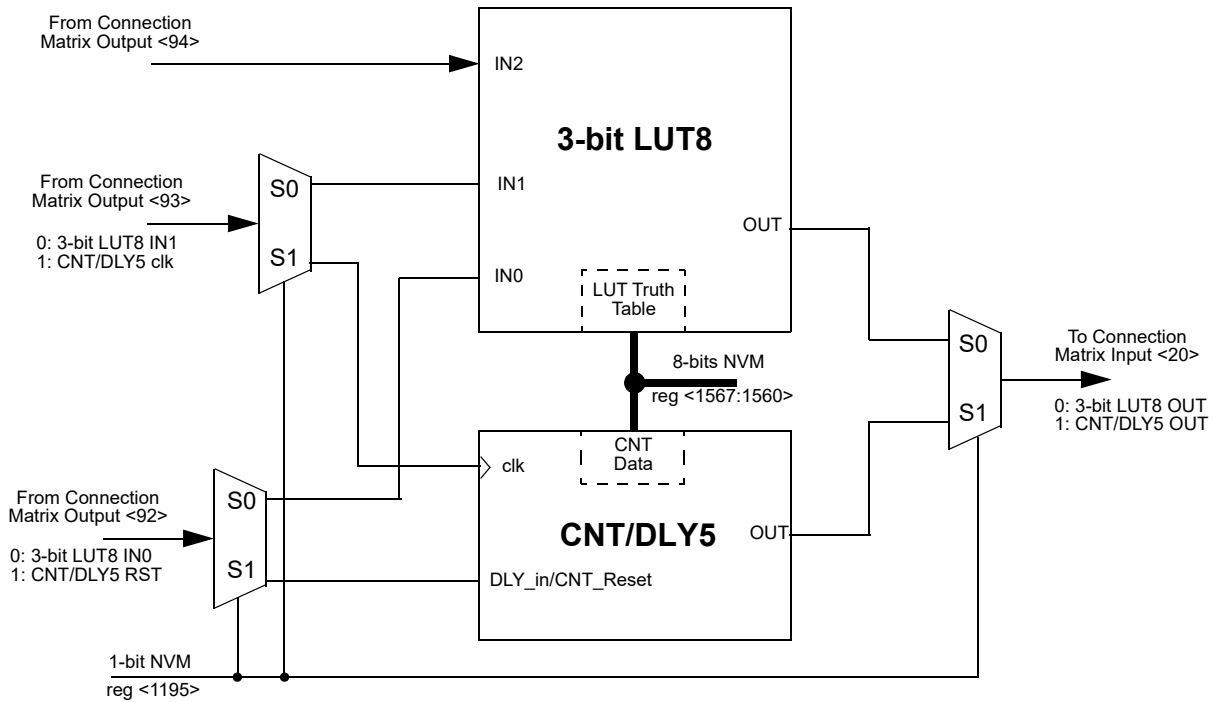 From Connection
Matrix Output <94>
IN2
3-bit LUT8
From Connection
Matrix Output <93>
0: 3-bit LUT8 IN1
1: CNT/DLY5 clk
S0
S1
IN1
IN0
OUT
LUT Truth
Table
8-bits NVM
reg <1567:1560>
S0
S1
To Connection
Matrix Input <20>
0: 3-bit LUT8 OUT
1: CNT/DLY5 OUT
From Connection
Matrix Output <92>
0: 3-bit LUT8 IN0
1: CNT/DLY5 RST
S0
S1
clk
CNT
Data
CNT/DLY5
OUT
DLY_in/CNT_Reset
1-bit NVM
reg <1195>